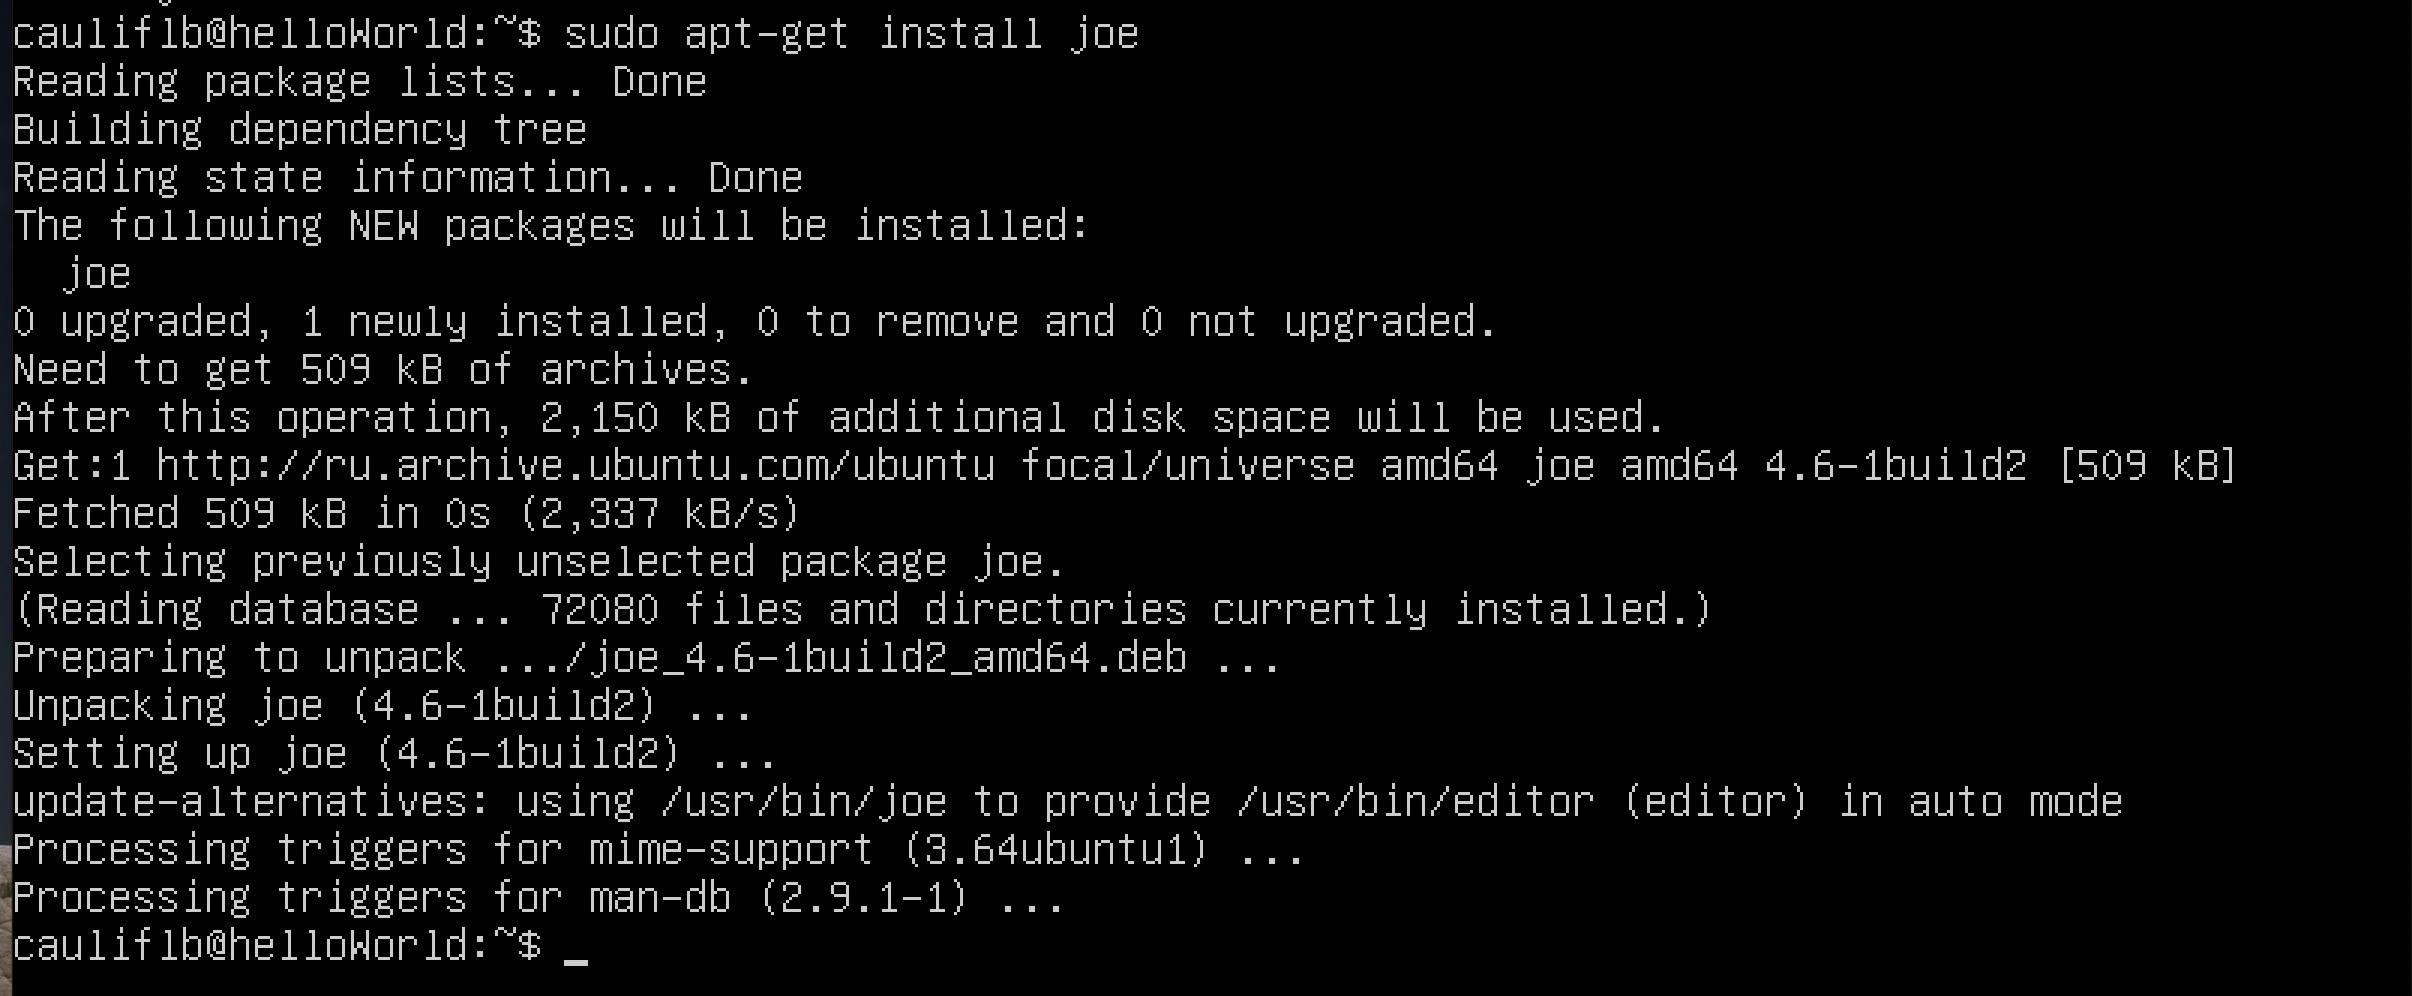 cauliflb@helloWorld:~$ sudo apt-get install joe
Reading package lists... Done
Building dependency tree
Reading state information... Done
The following NEW packages will be installed:
  joe
0 upgraded, 1 newly installed, 0 to remove and 0 not upgraded.
Need to get 509 kB of archives.
After this operation, 2,150 kB of additional disk space will be used.
Get:1 http://ru.archive.ubuntu.com/ubuntu focal/universe amd64 joe amd64 4.6-1build2 [509 kB]
Fetched 509 kB in 0s (2,337 kB/s)
Selecting previously unselected package joe.
(Reading database ... 72080 files and directories currently installed.)
Preparing to unpack .../joe_4.6-1build2_amd64.deb ...
Unpacking joe (4.6-1build2) ...
Setting up joe (4.6-1build2) ...
update-alternatives: using /usr/bin/joe to provide /usr/bin/editor (editor) in auto mode
Processing triggers for mime-support (3.64ubuntu1) ...
Processing triggers for man-db (2.9.1-1) ...
cauliflb@helloWorld:~$ _